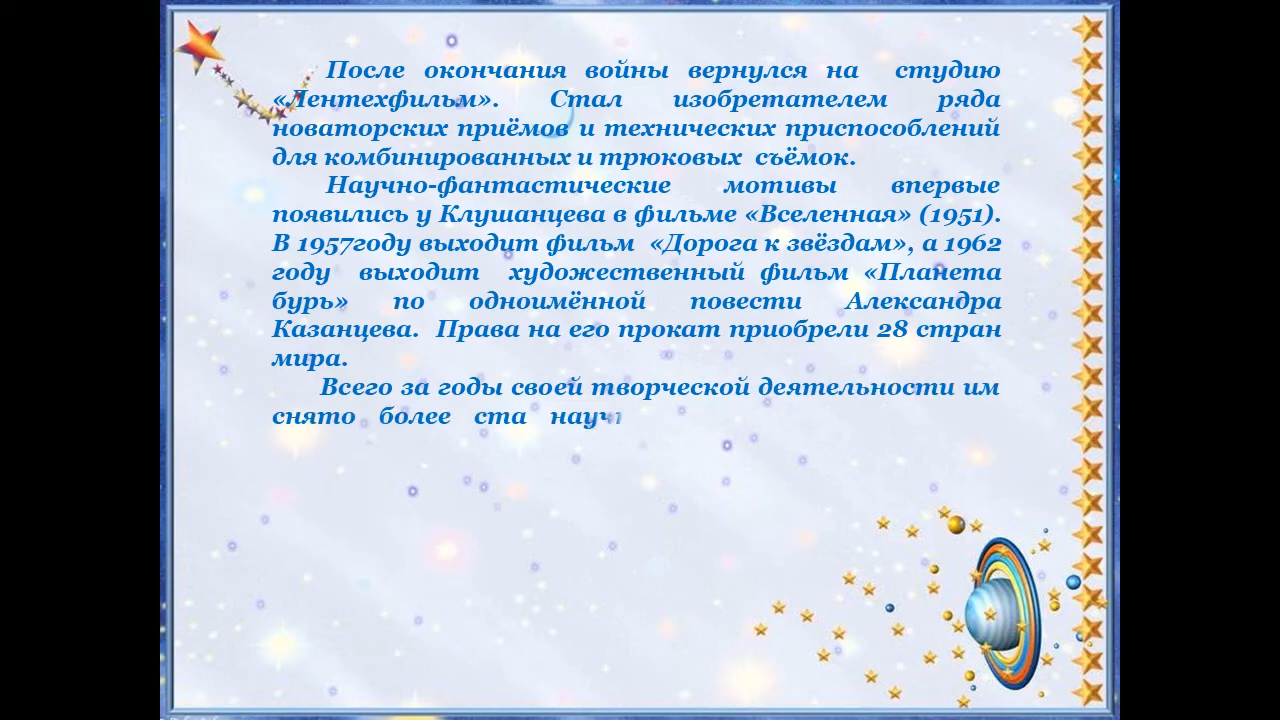 После окончания войны вернулся на студию
«Лентехфильм». Стал изобретателем ряда
новаторских приёмов и технических приспособлений
для комбинированных и трюковых съёмок.
Научно-фантастические мотивы впервые
появились у Клушанцева в фильме «Вселенная» (1951).
В 1957году выходит фильм «Дорога к звёздам», а 1962
году выходит художественный фильм «Планета
бурь» по одноимённой повести Александра
Казанцева. Права на его прокат приобрели 28 стран
мира.
Всего за годы своей творческой деятельности им
снято более ста